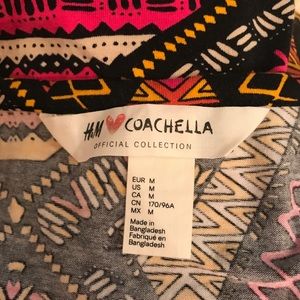 H&M ❤ COACHELLA
OFFICIAL COLLECTION
EUR M
US M
CA M
CN 170/96A
MX M
Made in
Bangladesh
Fabriqué en
Bangladesh